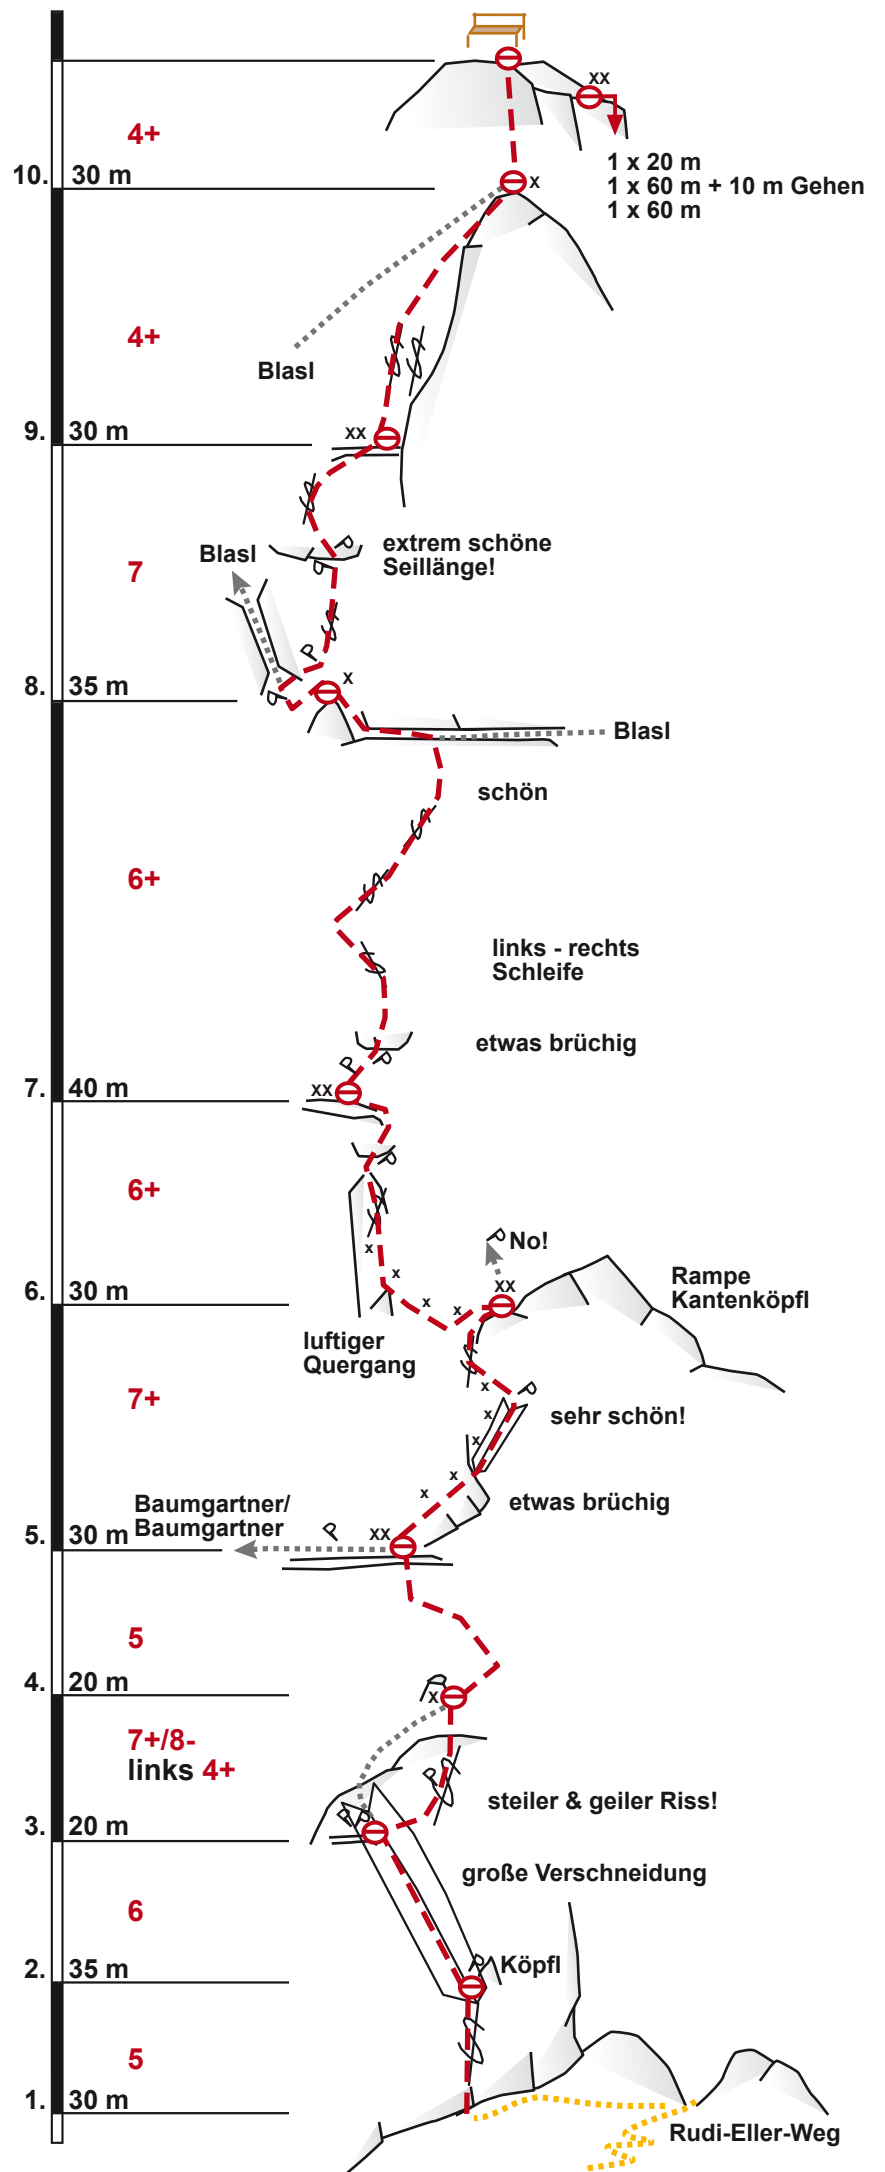 xx
4+
1 x 20 m
10. 30 m
x
1 x 60 m + 10 m Gehen
1 x 60 m
4+
Blasl
9. 30 m
xx
extrem schöne
Seillänge!
Blasl
7
x
8. 35 m
Blasl
schön
6+
links - rechts
Schleife
etwas brüchig
7. 40 m
xx
6+
No!
x
x
xx
Rampe
Kantenköpfl
6. 30 m
x
x
luftiger
Quergang
7+
x
x
sehr schön!
x
x
x
etwas brüchig
Baumgartner/
Baumgartner
5. 30 m
xx
5
4. 20 m
x
7+/8-
links 4+
steiler & geiler Riss!
3. 20 m
große Verschneidung
6
Köpfl
2. 35 m
5
1. 30 m
Rudi-Eller-Weg